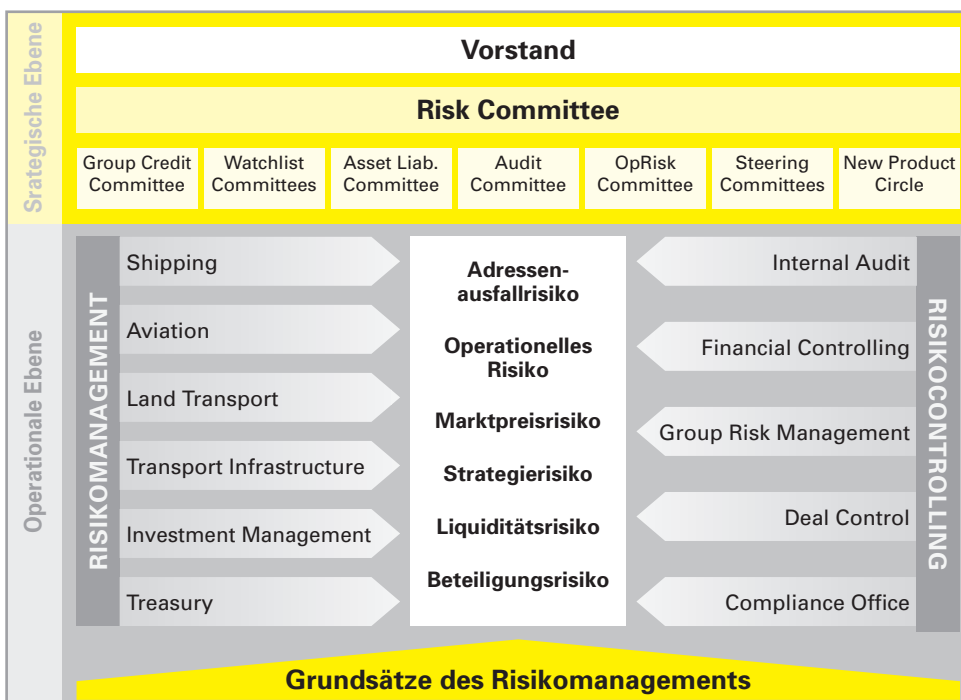 Srategische Ebene
Vorstand
Risk Committee
Group Credit
Committee
Watchlist
Committees
Asset Liab.
Committee
Audit
Committee
OpRisk
Committee
Steering
Committees
New Product
Circle
Operationale Ebene
RISIKOMANAGEMENT
Shipping
Aviation
Land Transport
Transport Infrastructure
Investment Management
Treasury
Adressen-
ausfallrisiko
Operationelles
Risiko
Marktpreisrisiko
Strategierisiko
Liquiditätsrisiko
Beteiligungsrisiko
Internal Audit
Financial Controlling
Group Risk Management
Deal Control
Compliance Office
RISIKOCONTROLLING
Grundsätze des Risikomanagements